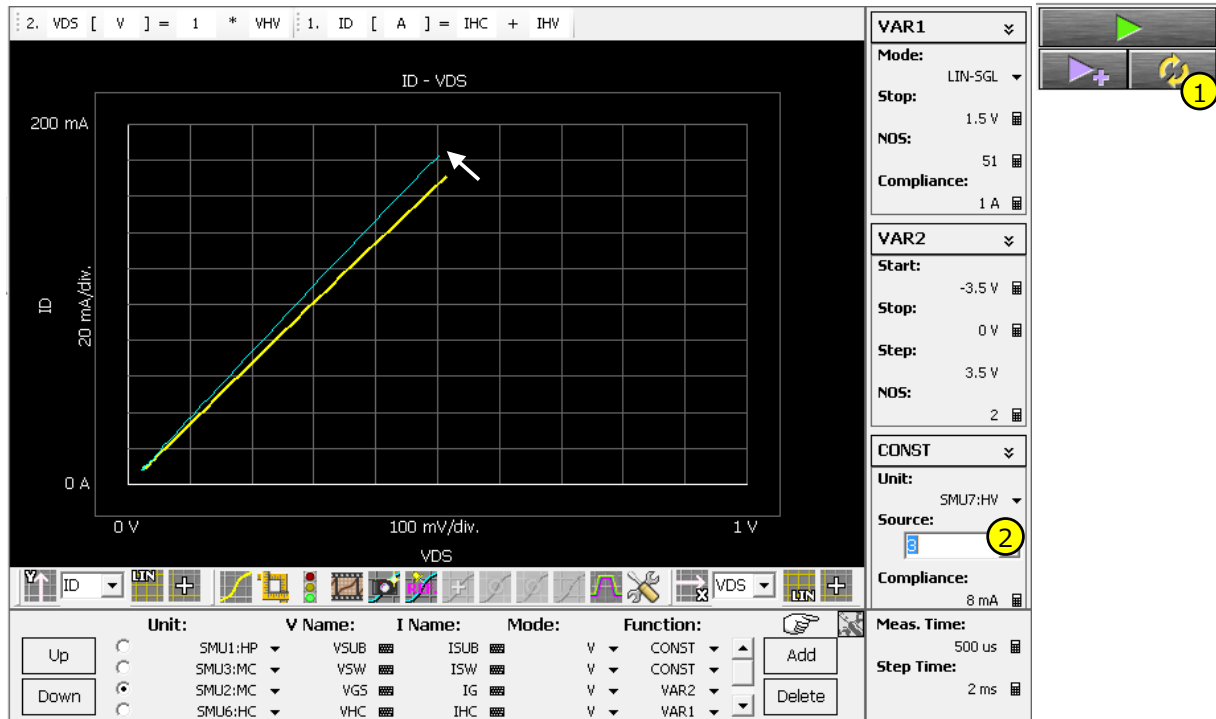 2. VDS [ V ] = 1 * VHV 1. ID [ A ] = IHC + IHV
ID - VDS
200 mA
ID
20 mA/div.
0 A
0 V 100 mV/div. 1 V
VDS
Y ID LIN REF. X VDS LIN
Unit: V Name: I Name: Mode: Function:
Up
Down
SMU1:HP VSUB ISUB V CONST
SMU3:MC VSW ISW V CONST
SMU2:MC VGS IG V VAR2
SMU6:HC VHC IHC V VAR1
Add
Delete
VAR1
Mode:
LIN-SGL
Stop:
1.5 V
NOS:
51
Compliance:
1 A
VAR2
Start:
-3.5 V
Stop:
0 V
Step:
3.5 V
NOS:
2
CONST
Unit:
SMU7:HV
Source:
3
2
Compliance:
8 mA
Meas. Time:
500 us
Step Time:
2 ms
1